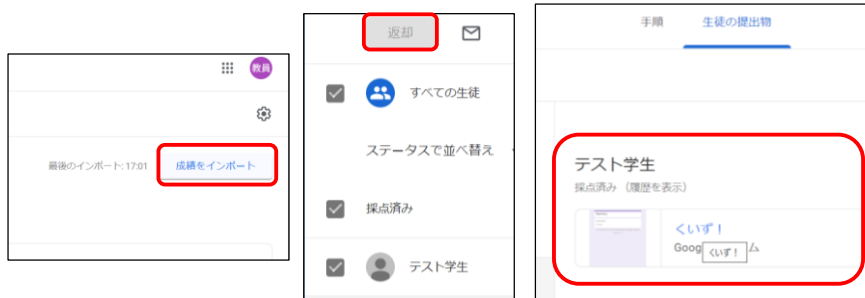 教員
最後のインポート: 17:01 成績をインポート
返却
すべての生徒
ステータスで並べ替え
採点済み
テスト学生
手順 生徒の提出物
テスト学生
採点済み （履歴を表示）
くいず！
Goog ム
くいず！